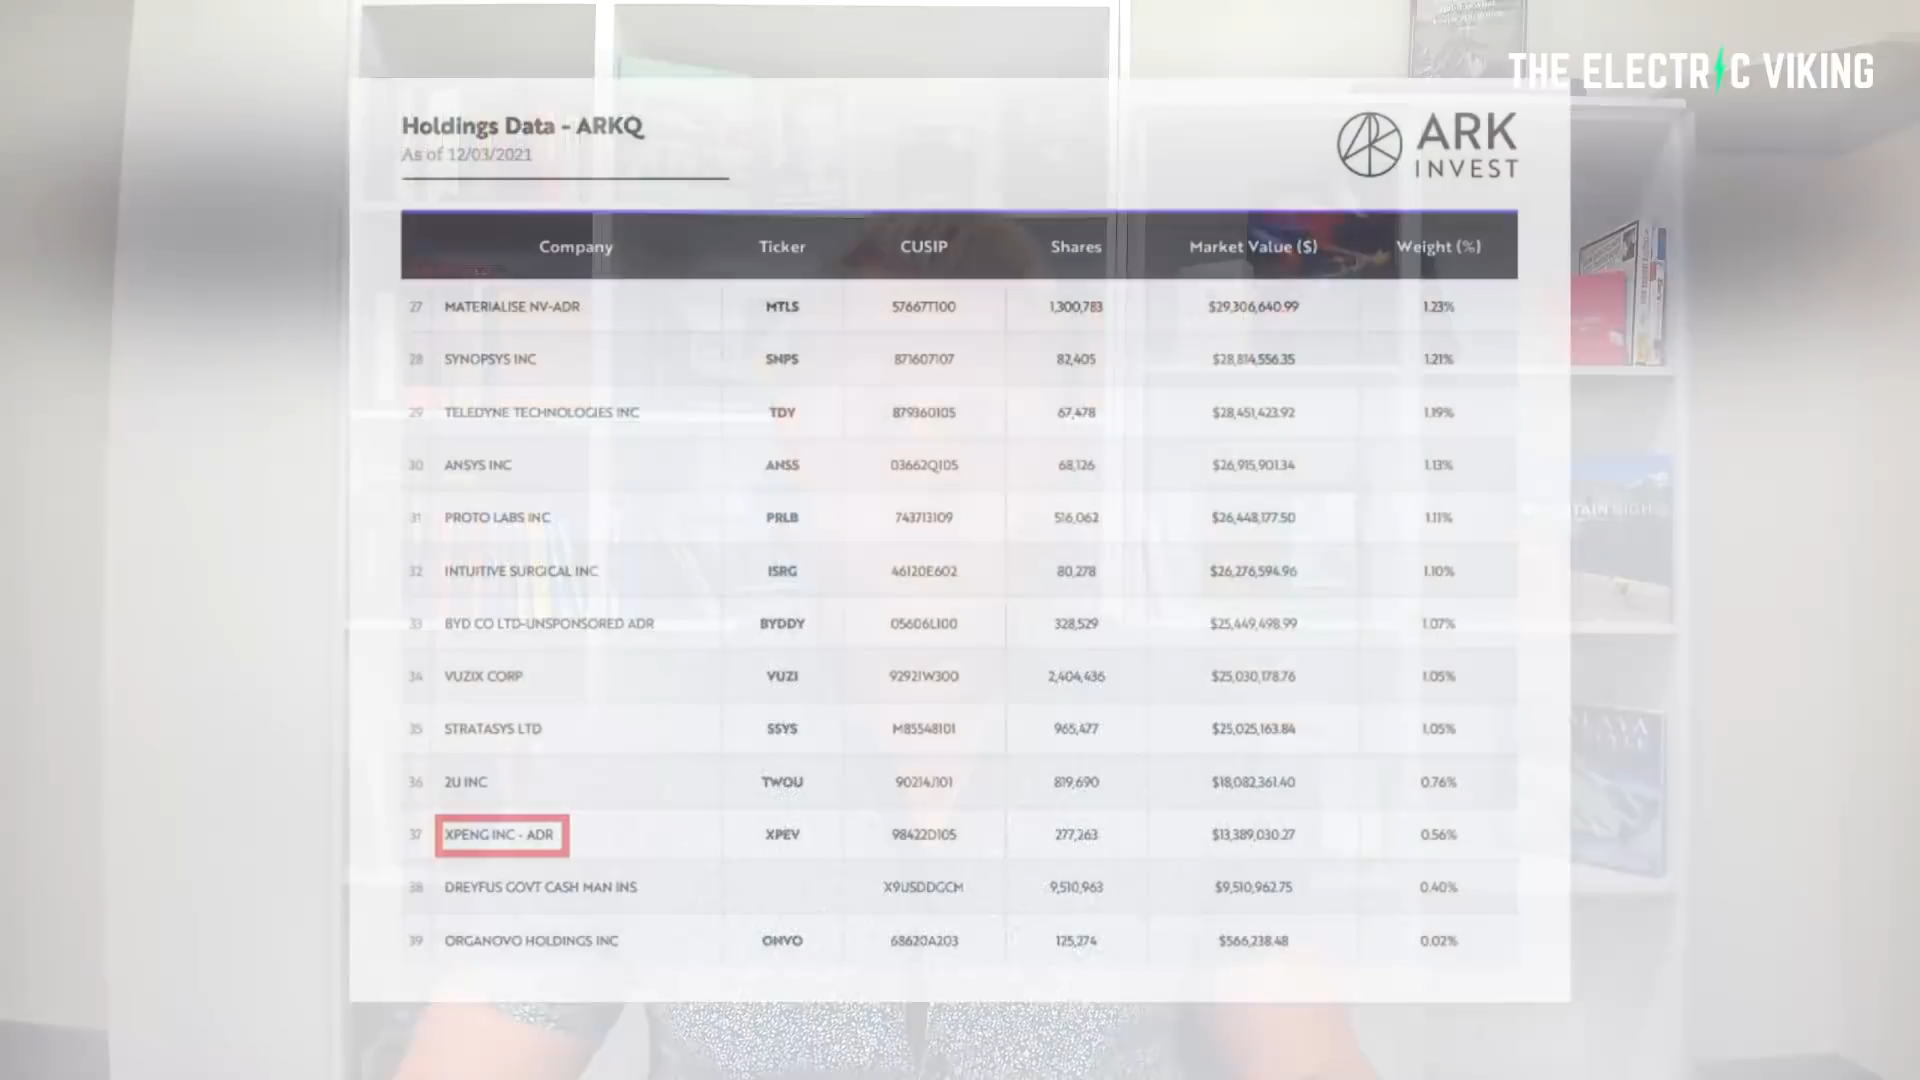 THE ELECTRIC VIKING
Holdings Data - ARKQ
As of 12/03/2021
ARK
INVEST
Company Ticker CUSIP Shares Market Value ($) Weight (%)
27 MATERIALISE NV-ADR MTLS 57667T100 1,300,783 $29,306,640.99 1.23%
28 SYNOPSYS INC SNPS 871607107 82,405 $28,814,556.35 1.21%
29 TELEDYNE TECHNOLOGIES INC TDY 879360105 67,478 $28,451,423.92 1.19%
30 ANSYS INC ANSS 03662Q105 68,126 $26,915,901.34 1.13%
31 PROTO LABS INC PRLB 743713109 516,062 $26,448,177.50 1.11%
32 INTUITIVE SURGICAL INC ISRG 46120E602 80,278 $26,276,594.96 1.10%
33 BYD CO LTD-UNSPONSORED ADR BYDDY 05606L100 328,529 $25,449,498.99 1.07%
34 VUZIX CORP VUZI 92921W300 2,404,436 $25,030,178.76 1.05%
35 STRATASYS LTD SSYS M85548101 965,477 $25,025,163.84 1.05%
36 2U INC TWOU 90214J101 819,690 $18,082,361.40 0.76%
37 XPENG INC - ADR XPEV 98422D105 277,263 $13,389,030.27 0.56%
38 DREYFUS GOVT CASH MAN INS X9USDDGCM 9,510,963 $9,510,962.75 0.40%
39 ORGANOVO HOLDINGS INC ONVO 68620A203 125,274 $566,238.48 0.02%